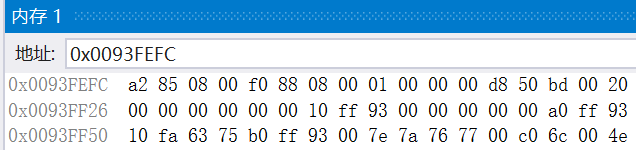 内存 1
地址: 0x0093FEFC
0x0093FEFC a2 85 08 00 f0 88 08 00 01 00 00 00 d8 50 bd 00 20
0x0093FF26 00 00 00 00 00 00 10 ff 93 00 00 00 00 00 a0 ff 93
0x0093FF50 10 fa 63 75 b0 ff 93 00 7e 7a 76 77 00 c0 6c 00 4e